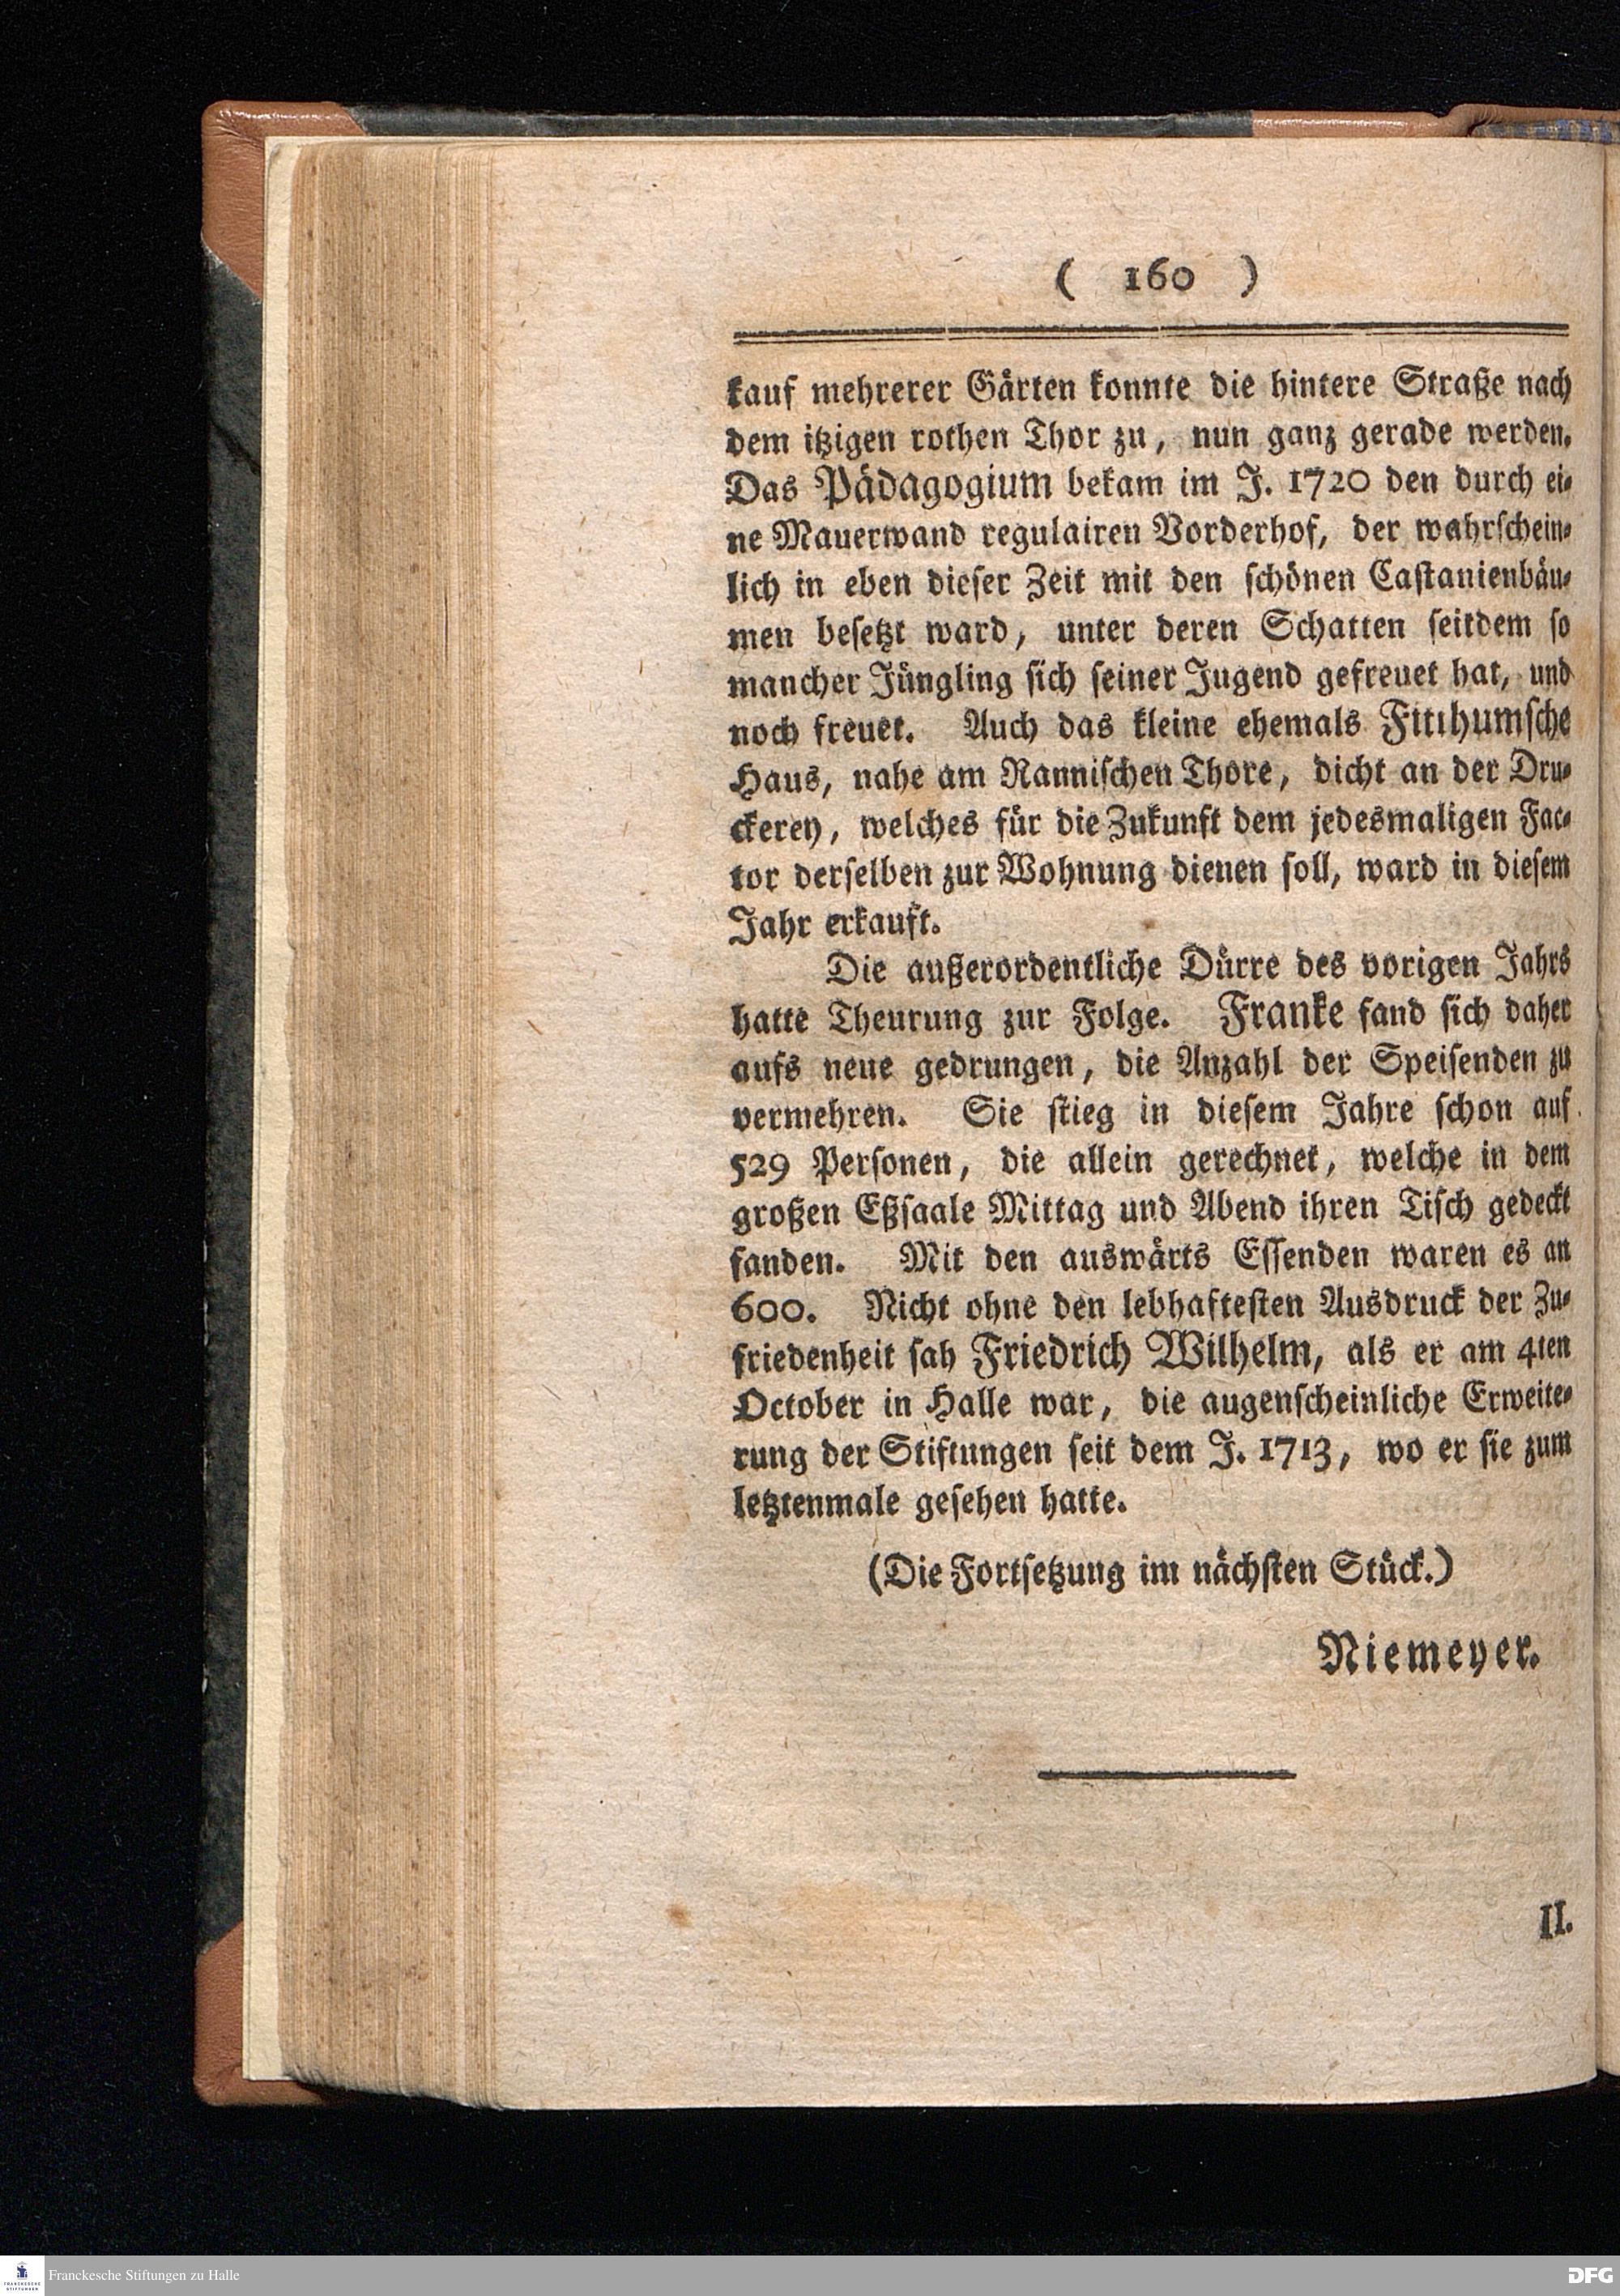 ( 160 )
kauf mehrerer Gärten konnte die hintere Straße nach
dem itzigen rothen Thor zu, nun ganz gerade werden.
Das Pädagogium bekam im J. 1720 den durch ei-
ne Mauerwand regulairen Vorderhof, der wahrschein-
lich in eben dieser Zeit mit den schönen Castanienbäu-
men besetzt ward, unter deren Schatten seitdem so
mancher Jüngling sich seiner Jugend gefreuet hat, und
noch freuet. Auch das kleine ehemals Fitthumsche
Haus, nahe am Rannischen Thore, dicht an der Dru-
ckerey, welches für die Zukunft dem jedesmaligen Fac-
tor derselben zur Wohnung dienen soll, ward in diesem
Jahr erkauft.
Die außerordentliche Dürre des vorigen Jahrs
hatte Theurung zur Folge. Franke fand sich daher
aufs neue gedrungen, die Anzahl der Speisenden zu
vermehren. Sie stieg in diesem Jahre schon auf
529 Personen, die allein gerechnet, welche in dem
großen Eßsaale Mittag und Abend ihren Tisch gedeckt
fanden. Mit den auswärts Essenden waren es an
600. Nicht ohne den lebhaftesten Ausdruck der Zu-
friedenheit sah Friedrich Wilhelm, als er am 4ten
October in Halle war, die augenscheinliche Erweite-
rung der Stiftungen seit dem J. 1713, wo er sie zum
letztenmale gesehen hatte.
(Die Fortsetzung im nächsten Stück.)
Niemeyer.
II.
FRANCKESCHE STIFTUNGEN
Franckesche Stiftungen zu Halle
DFG